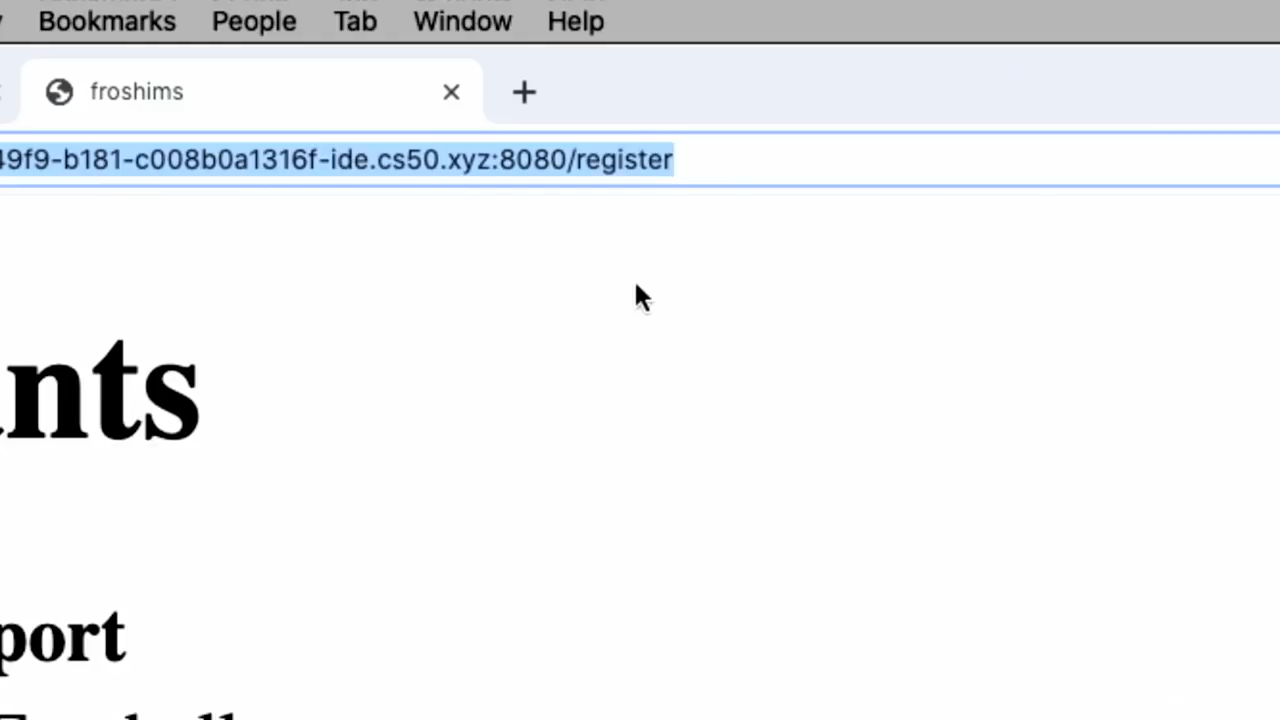 Bookmarks People Tab Window Help
froshims
49f9-b181-c008b0a1316f-ide.cs50.xyz:8080/register
nts
port